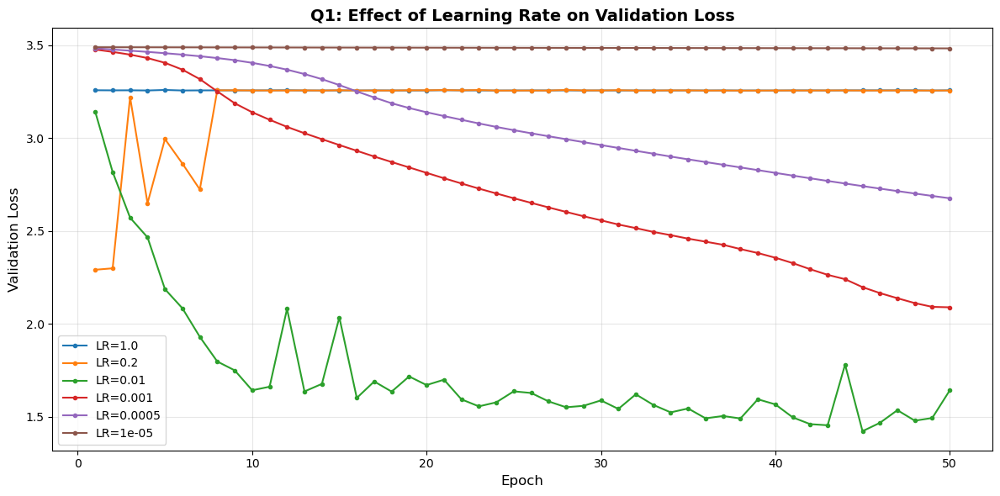 Q1: Effect of Learning Rate on Validation Loss
Validation Loss
3.5
3.0
2.5
2.0
1.5
LR=1.0
LR=0.2
LR=0.01
LR=0.001
LR=0.0005
LR=1e-05
0 10 20 30 40 50
Epoch